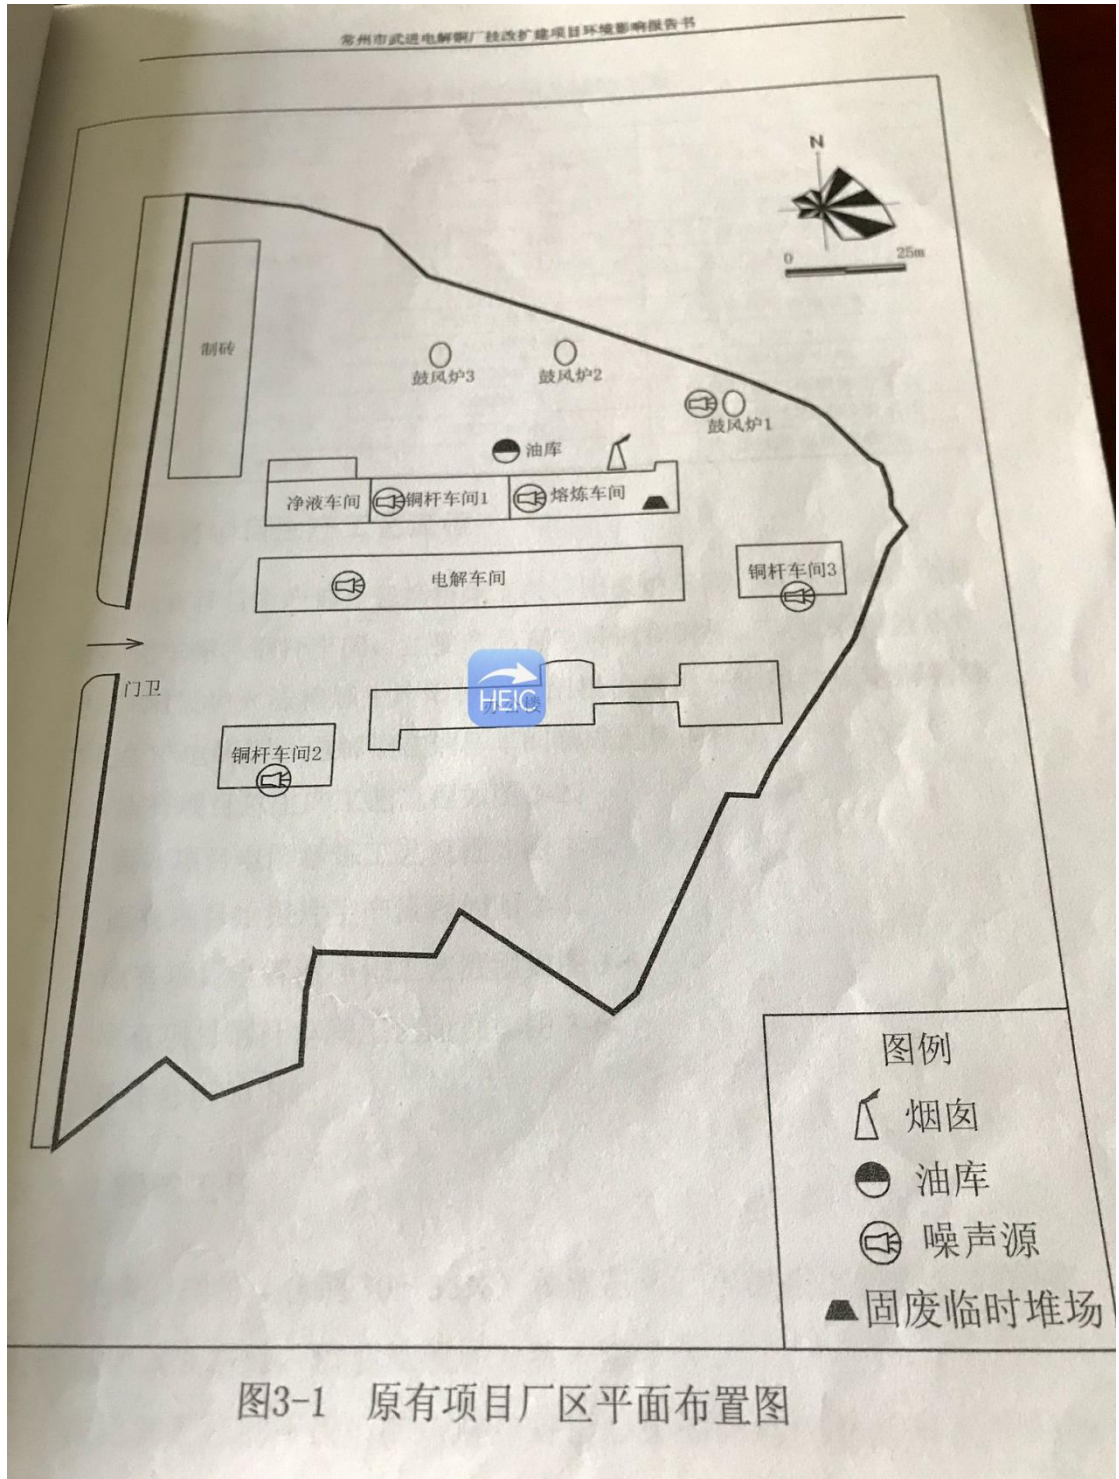 常州市武进电解铜厂技改扩建项目环境影响报告书
N
0 25m
制砖
鼓风炉3
鼓风炉2
鼓风炉1
油库
净液车间
铜杆车间1
熔炼车间
电解车间
铜杆车间3
门卫
HEIC
办公楼
铜杆车间2
图例
烟囱
油库
噪声源
固废临时堆场
图3-1 原有项目厂区平面布置图